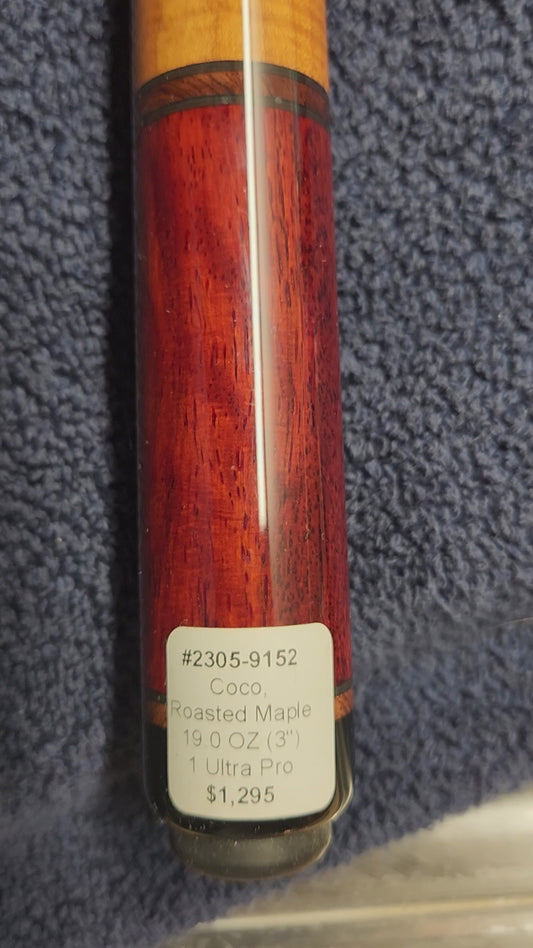 #2305-9152
Coco,
Roasted Maple
19.0 OZ (3")
1 Ultra Pro
$1,295